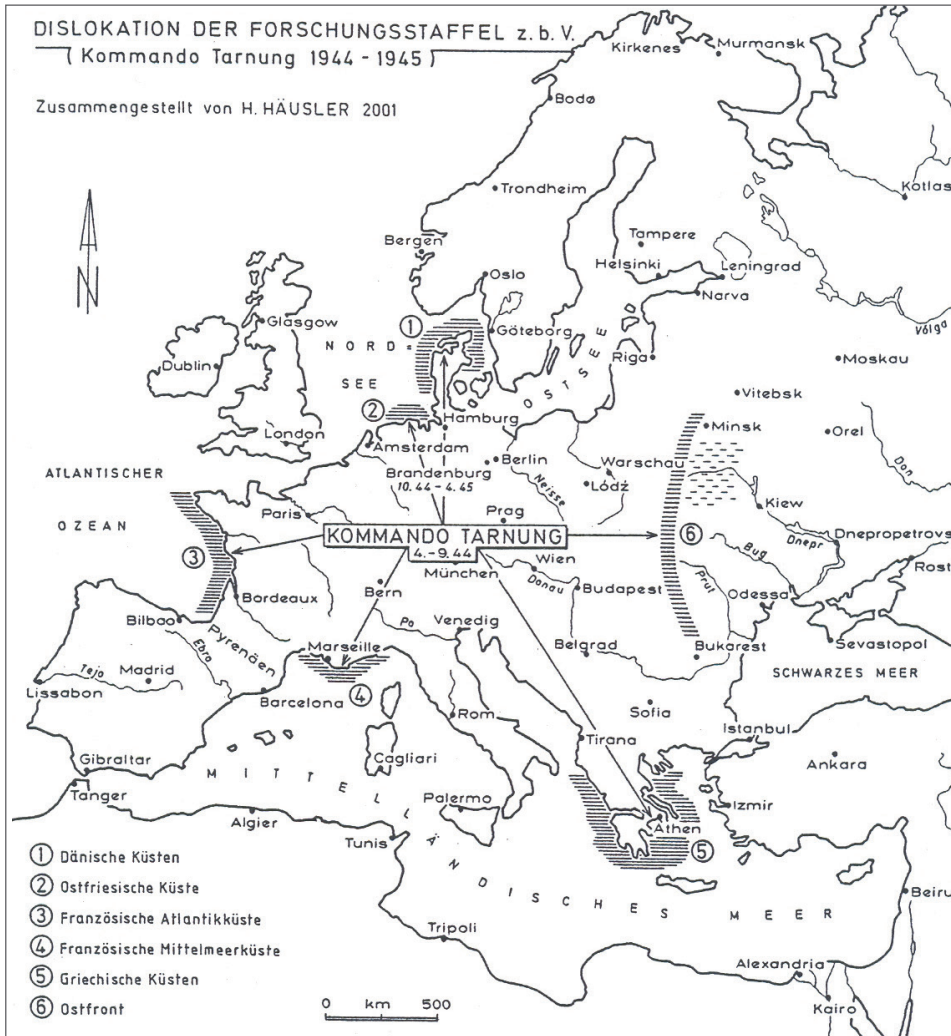 DISLOKATION DER FORSCHUNGSSTAFFEL z. b. V.
( Kommando Tarnung 1944 - 1945 )
Zusammengestellt von H. HÄUSLER 2001
N
Kirkenes
Murmansk
Bodø
Kotlas
Trondheim
Tampere
Bergen
Helsinki
Leningrad
Oslo
Narva
Glasgow
①
Göteborg
Volga
NORD=
SEE
Riga
Moskau
Dublin
OSTSEE
②
Vitebsk
Hamburg
Minsk
Orel
London
Amsterdam
Berlin
Warschau
Don
ATLANTISCHER
OZEAN
Brandenburg
10.44 - 4.45
Neisse
Łódź
Kiew
Paris
Prag
KOMMANDO TARNUNG
4.-9.44
⑥
Dnepropetrovs
Dnepr
Bug
③
München
Wien
Donau
Budapest
Prut
Rost
Bern
Odessa
Bordeaux
Bilbao
Pyrenäen
Ebro
Po
Venedig
Marseille
Belgrad
Bukarest
Sevastopol
Tejo
Madrid
SCHWARZES MEER
Lissabon
Barcelona
④
Rom
Sofia
Istanbul
Tirana
Ankara
Gibraltar
Cagliari
Tanger
Palermo
Izmir
Algier
Athen
Tunis
⑤
MITTELLÄNDISCHES MEER
Beiru
Tripoli
Alexandria
Kairo
① Dänische Küsten
② Ostfriesische Küste
③ Französische Atlantikküste
④ Französische Mittelmeerküste
⑤ Griechische Küsten
⑥ Ostfront
0 km 500